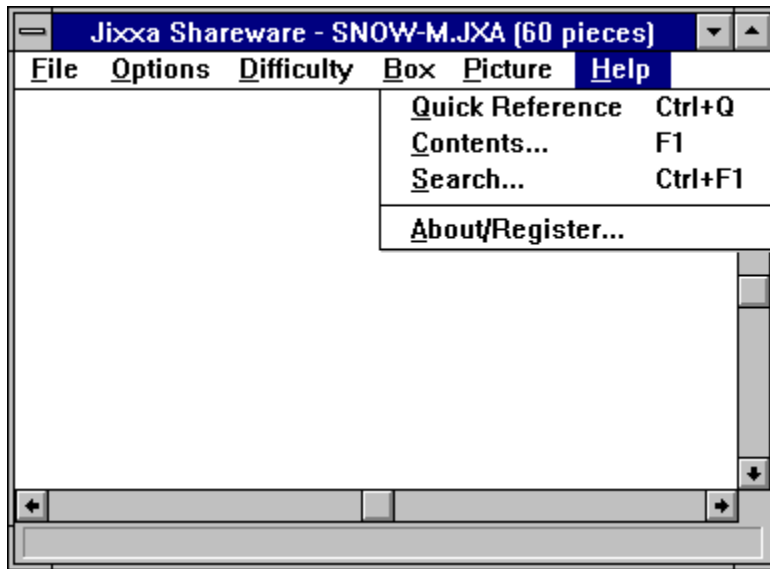 Jixxa Shareware - SNOW-M.JXA (60 pieces)
File Options Difficulty Box Picture Help
Quick Reference Ctrl+Q
Contents... F1
Search... Ctrl+F1
About/Register...